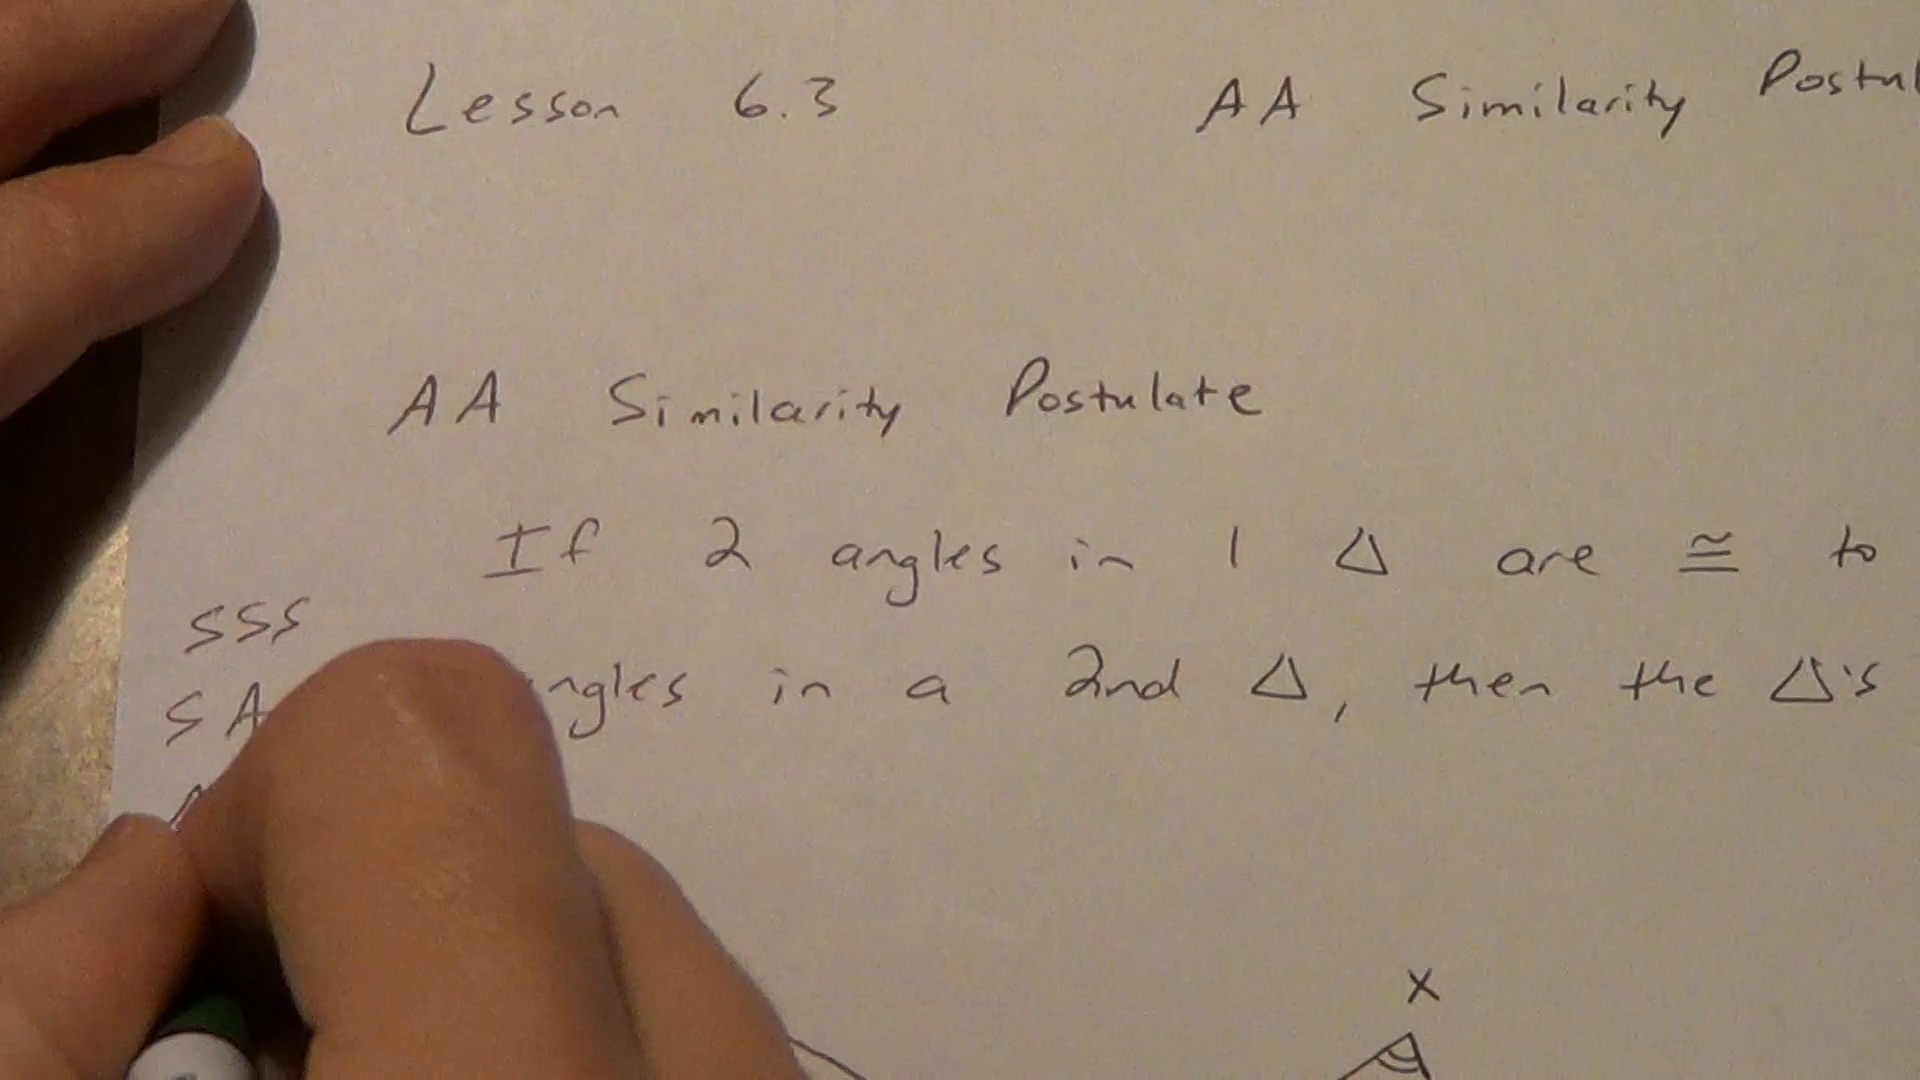 Lesson 6.3 AA Similarity Postul
AA Similarity Postulate
If 2 angles in 1 Δ are ≅ to
SSS
SA
ngles in a 2nd Δ, then the Δ's
X